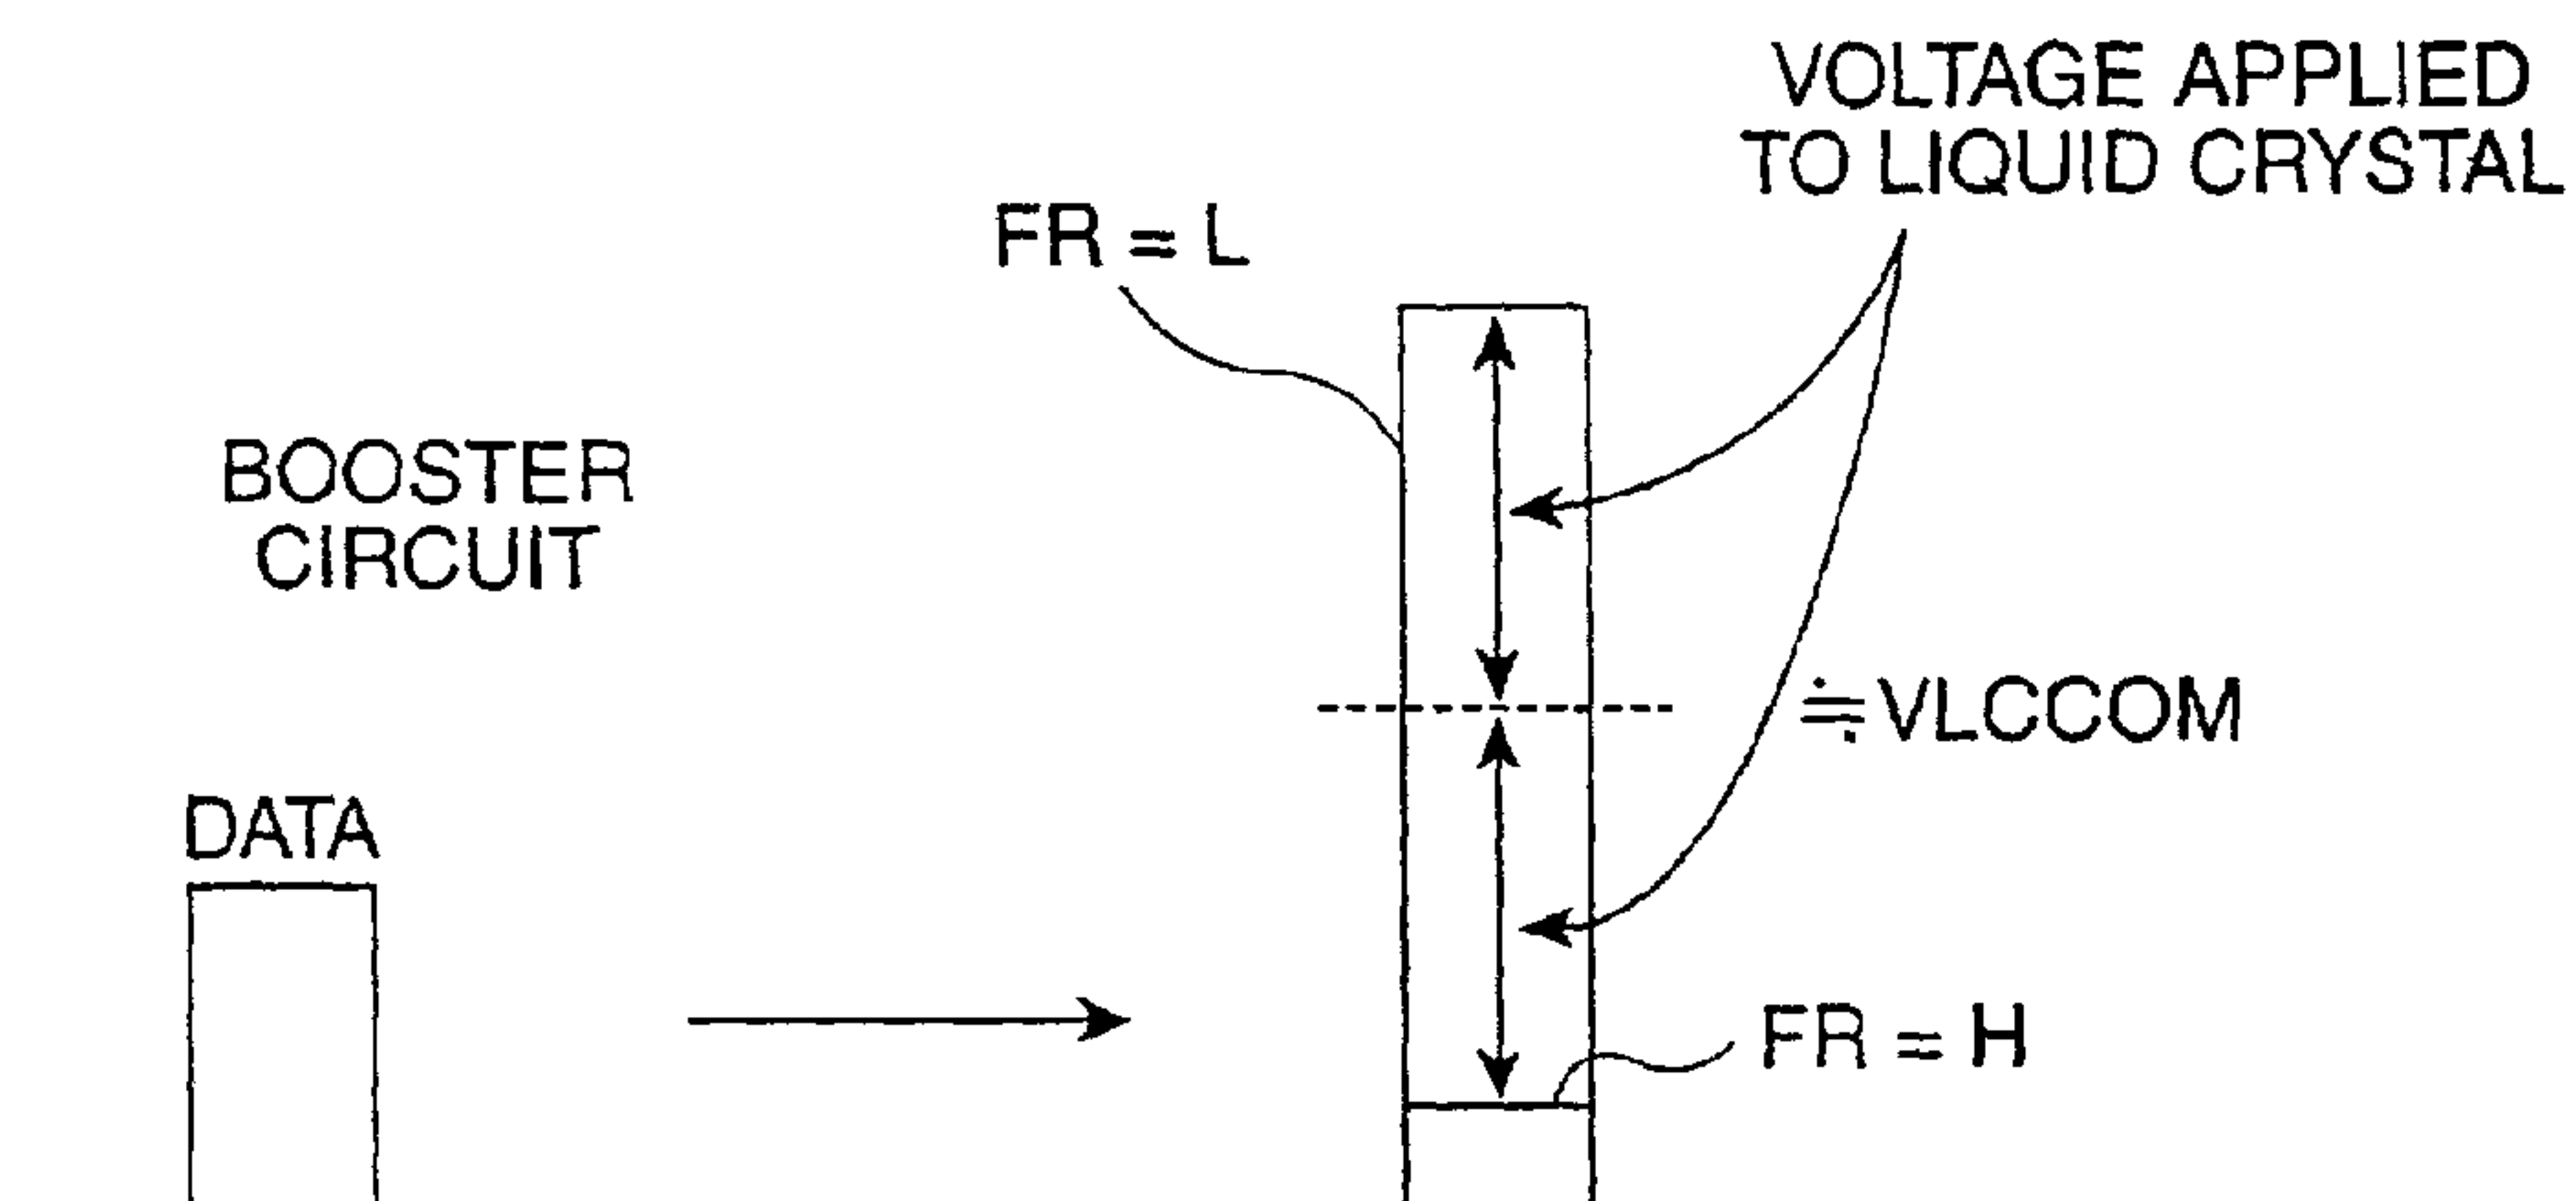 VOLTAGE APPLIED
TO LIQUID CRYSTAL
FR = L
BOOSTER
CIRCUIT
≒VLCCOM
DATA
FR = H